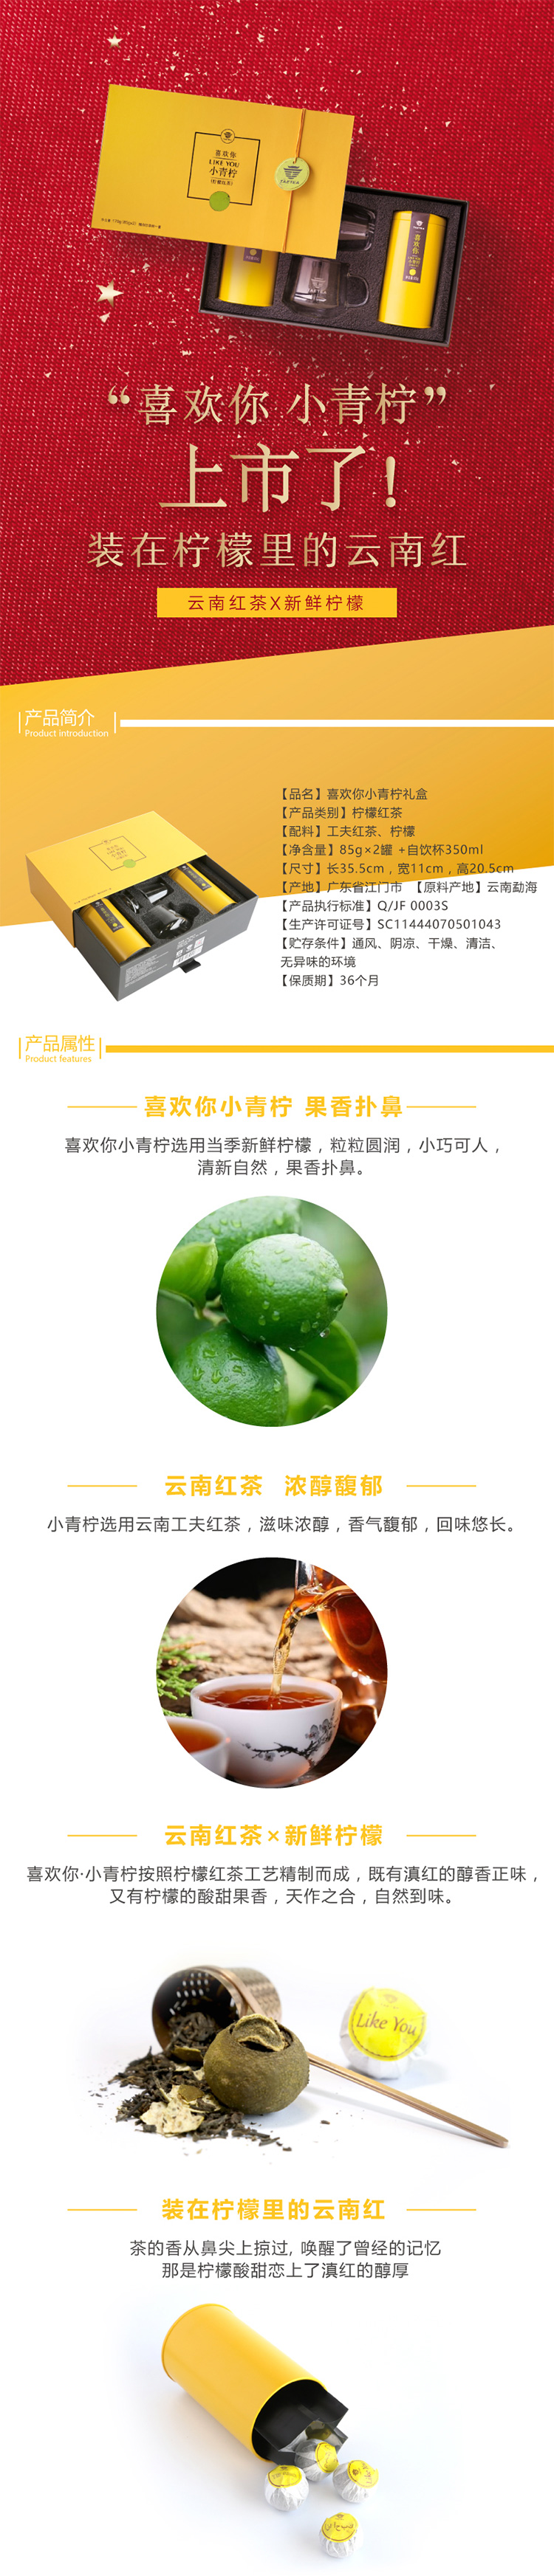 喜欢你
LIKE YOU
小青柠
“喜欢你 小青柠”
上市了!
装在柠檬里的云南红
云南红茶X新鲜柠檬
产品简介
Product introduction
【品名】喜欢你小青柠礼盒
【产品类别】柠檬红茶
【配料】工夫红茶、柠檬
【净含量】85g×2罐 +自饮杯350ml
【尺寸】长35.5cm，宽11cm，高20.5cm
【产地】广东省江门市 【原料产地】云南勐海
【产品执行标准】Q/JF 0003S
【生产许可证号】SC11444070501043
【贮存条件】通风、阴凉、干燥、清洁、
无异味的环境
【保质期】36个月
产品属性
Product features
喜欢你小青柠 果香扑鼻
喜欢你小青柠选用当季新鲜柠檬，粒粒圆润，小巧可人，
清新自然，果香扑鼻。
云南红茶 浓醇馥郁
小青柠选用云南工夫红茶，滋味浓醇，香气馥郁，回味悠长。
云南红茶×新鲜柠檬
喜欢你·小青柠按照柠檬红茶工艺精制而成，既有滇红的醇香正味，
又有柠檬的酸甜果香，天作之合，自然到味。
Like You
装在柠檬里的云南红
茶的香从鼻尖上掠过, 唤醒了曾经的记忆
那是柠檬酸甜恋上了滇红的醇厚